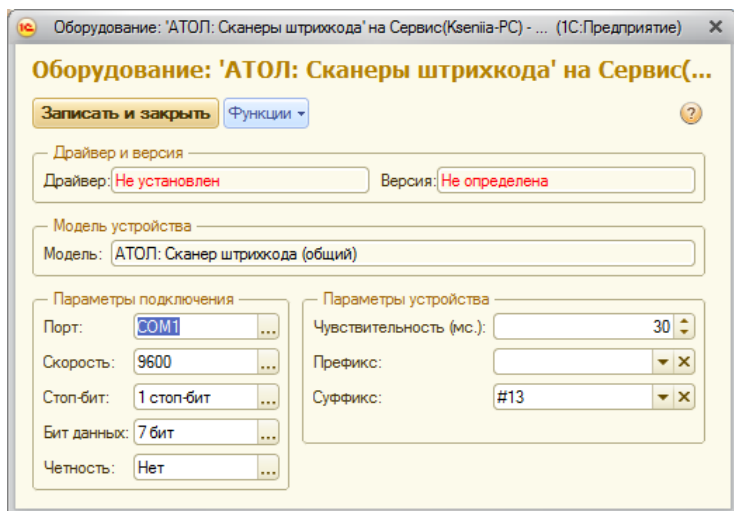 Оборудование: 'АТОЛ: Сканеры штрихкода' на Сервис(Kseniia-PC) - ... (1С:Предприятие)
Оборудование: 'АТОЛ: Сканеры штрихкода' на Сервис(...
Записать и закрыть Функции ?
Драйвер и версия
Драйвер: Не установлен Версия: Не определена
Модель устройства
Модель: АТОЛ: Сканер штрихкода (общий)
Параметры подключения Параметры устройства
Порт: COM1 ... Чувствительность (мс.): 30
Скорость: 9600 ... Префикс:
Стоп-бит: 1 стоп-бит ... Суффикс: #13
Бит данных: 7 бит ...
Четность: Нет ...